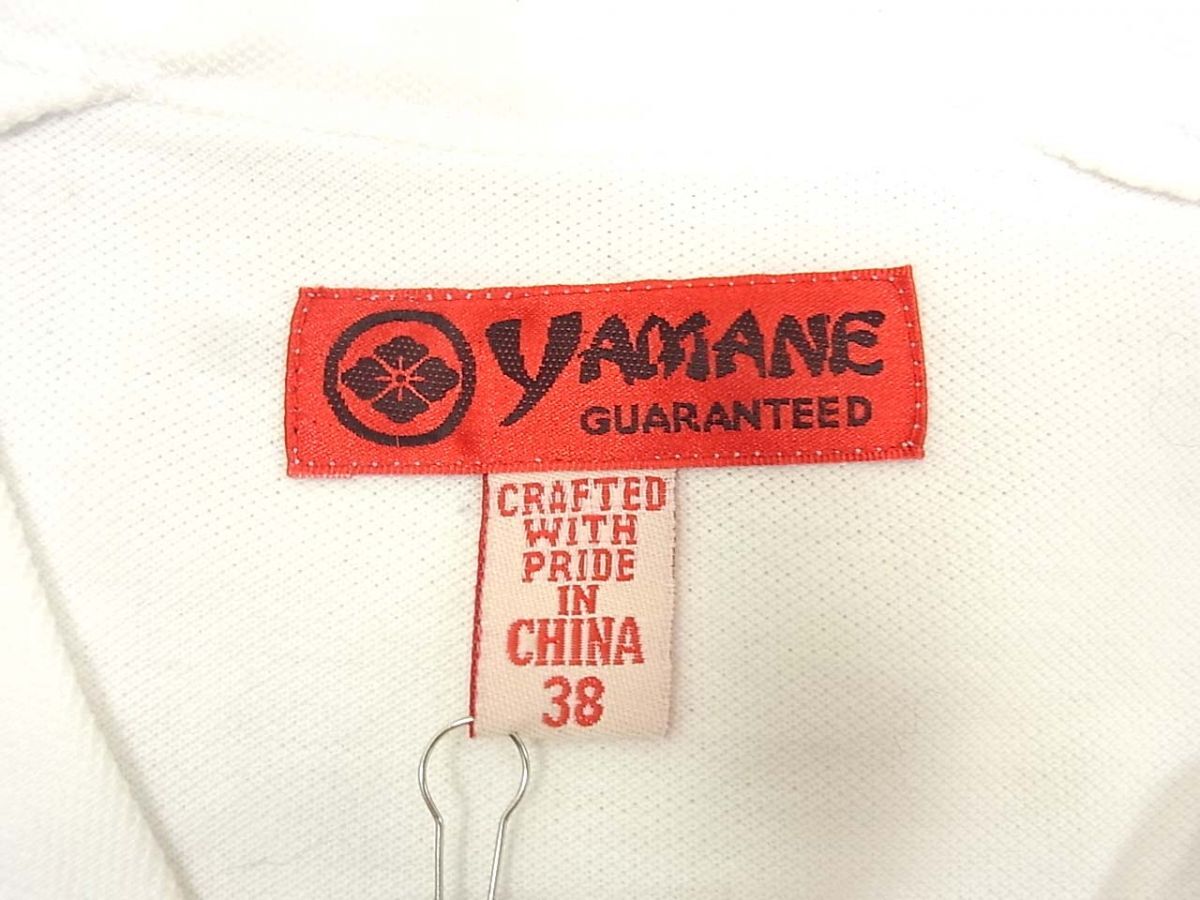 YAMANE
GUARANTEED
CRAFTED
WITH
PRIDE
IN
CHINA
38